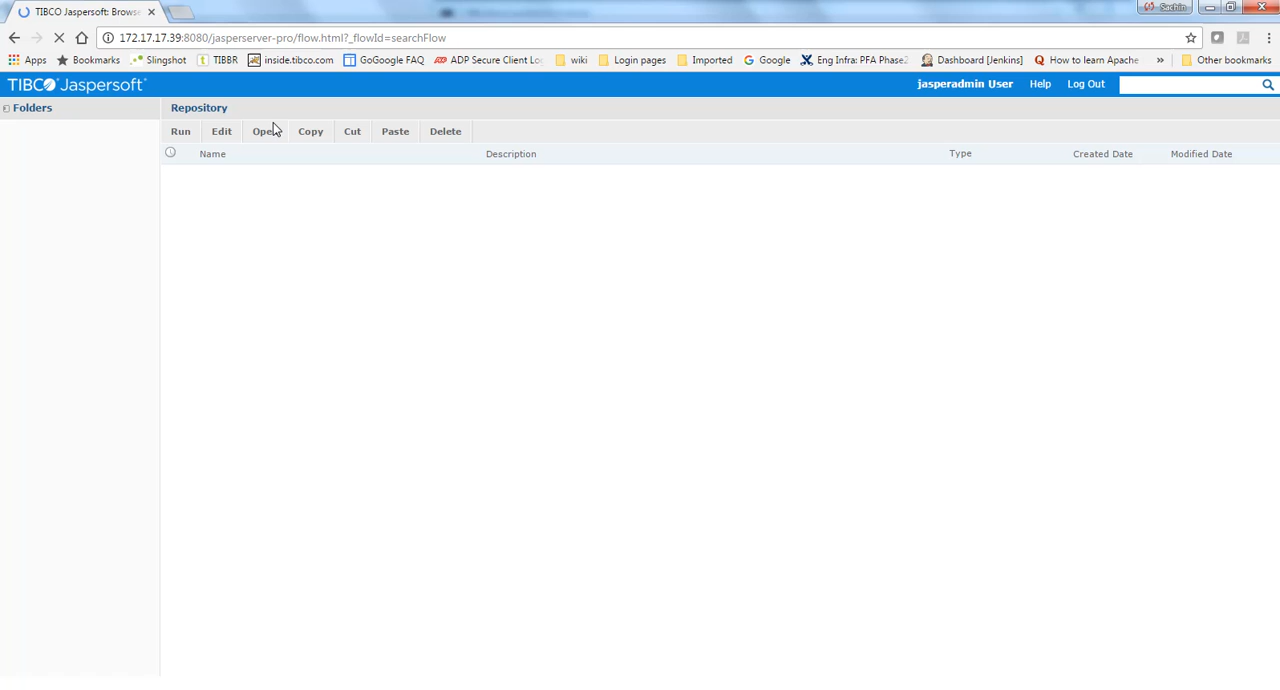 TIBCO Jaspersoft: Brows
Sachin
172.17.17.39:8080/jasperserver-pro/flow.html?_flowId=searchFlow
Apps Bookmarks Slingshot TIBBR inside.tibco.com GoGoogle FAQ ADP Secure Client Lo wiki Login pages Imported Google Eng Infra: PFA Phase2 Dashboard [Jenkins] How to learn Apache » Other bookmarks
TIBCO Jaspersoft jasperadmin User Help Log Out
Folders Repository
Run Edit Open Copy Cut Paste Delete
Name Description Type Created Date Modified Date